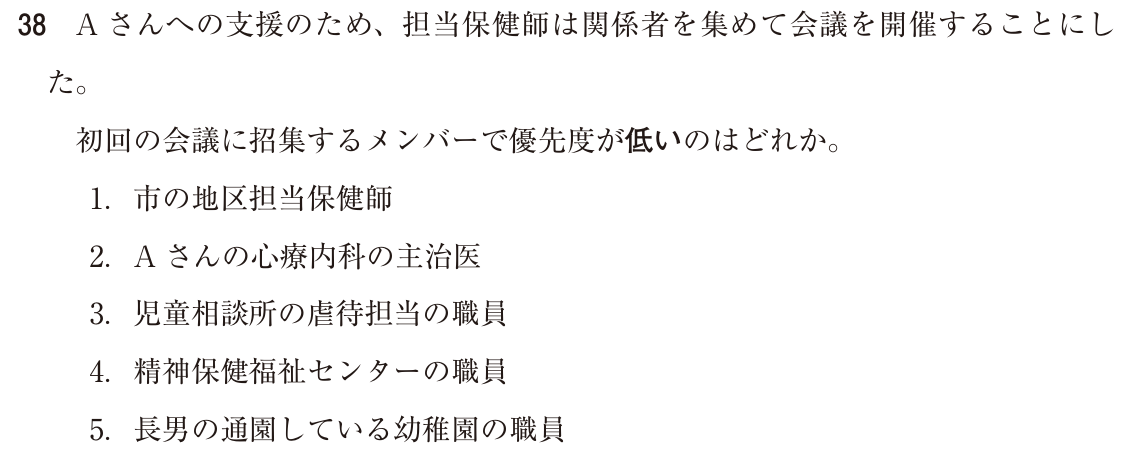 38 Aさんへの支援のため、担当保健師は関係者を集めて会議を開催することにし
た。
初回の会議に招集するメンバーで優先度が低いのはどれか。
1. 市の地区担当保健師
2. Aさんの心療内科の主治医
3. 児童相談所の虐待担当の職員
4. 精神保健福祉センターの職員
5. 長男の通園している幼稚園の職員